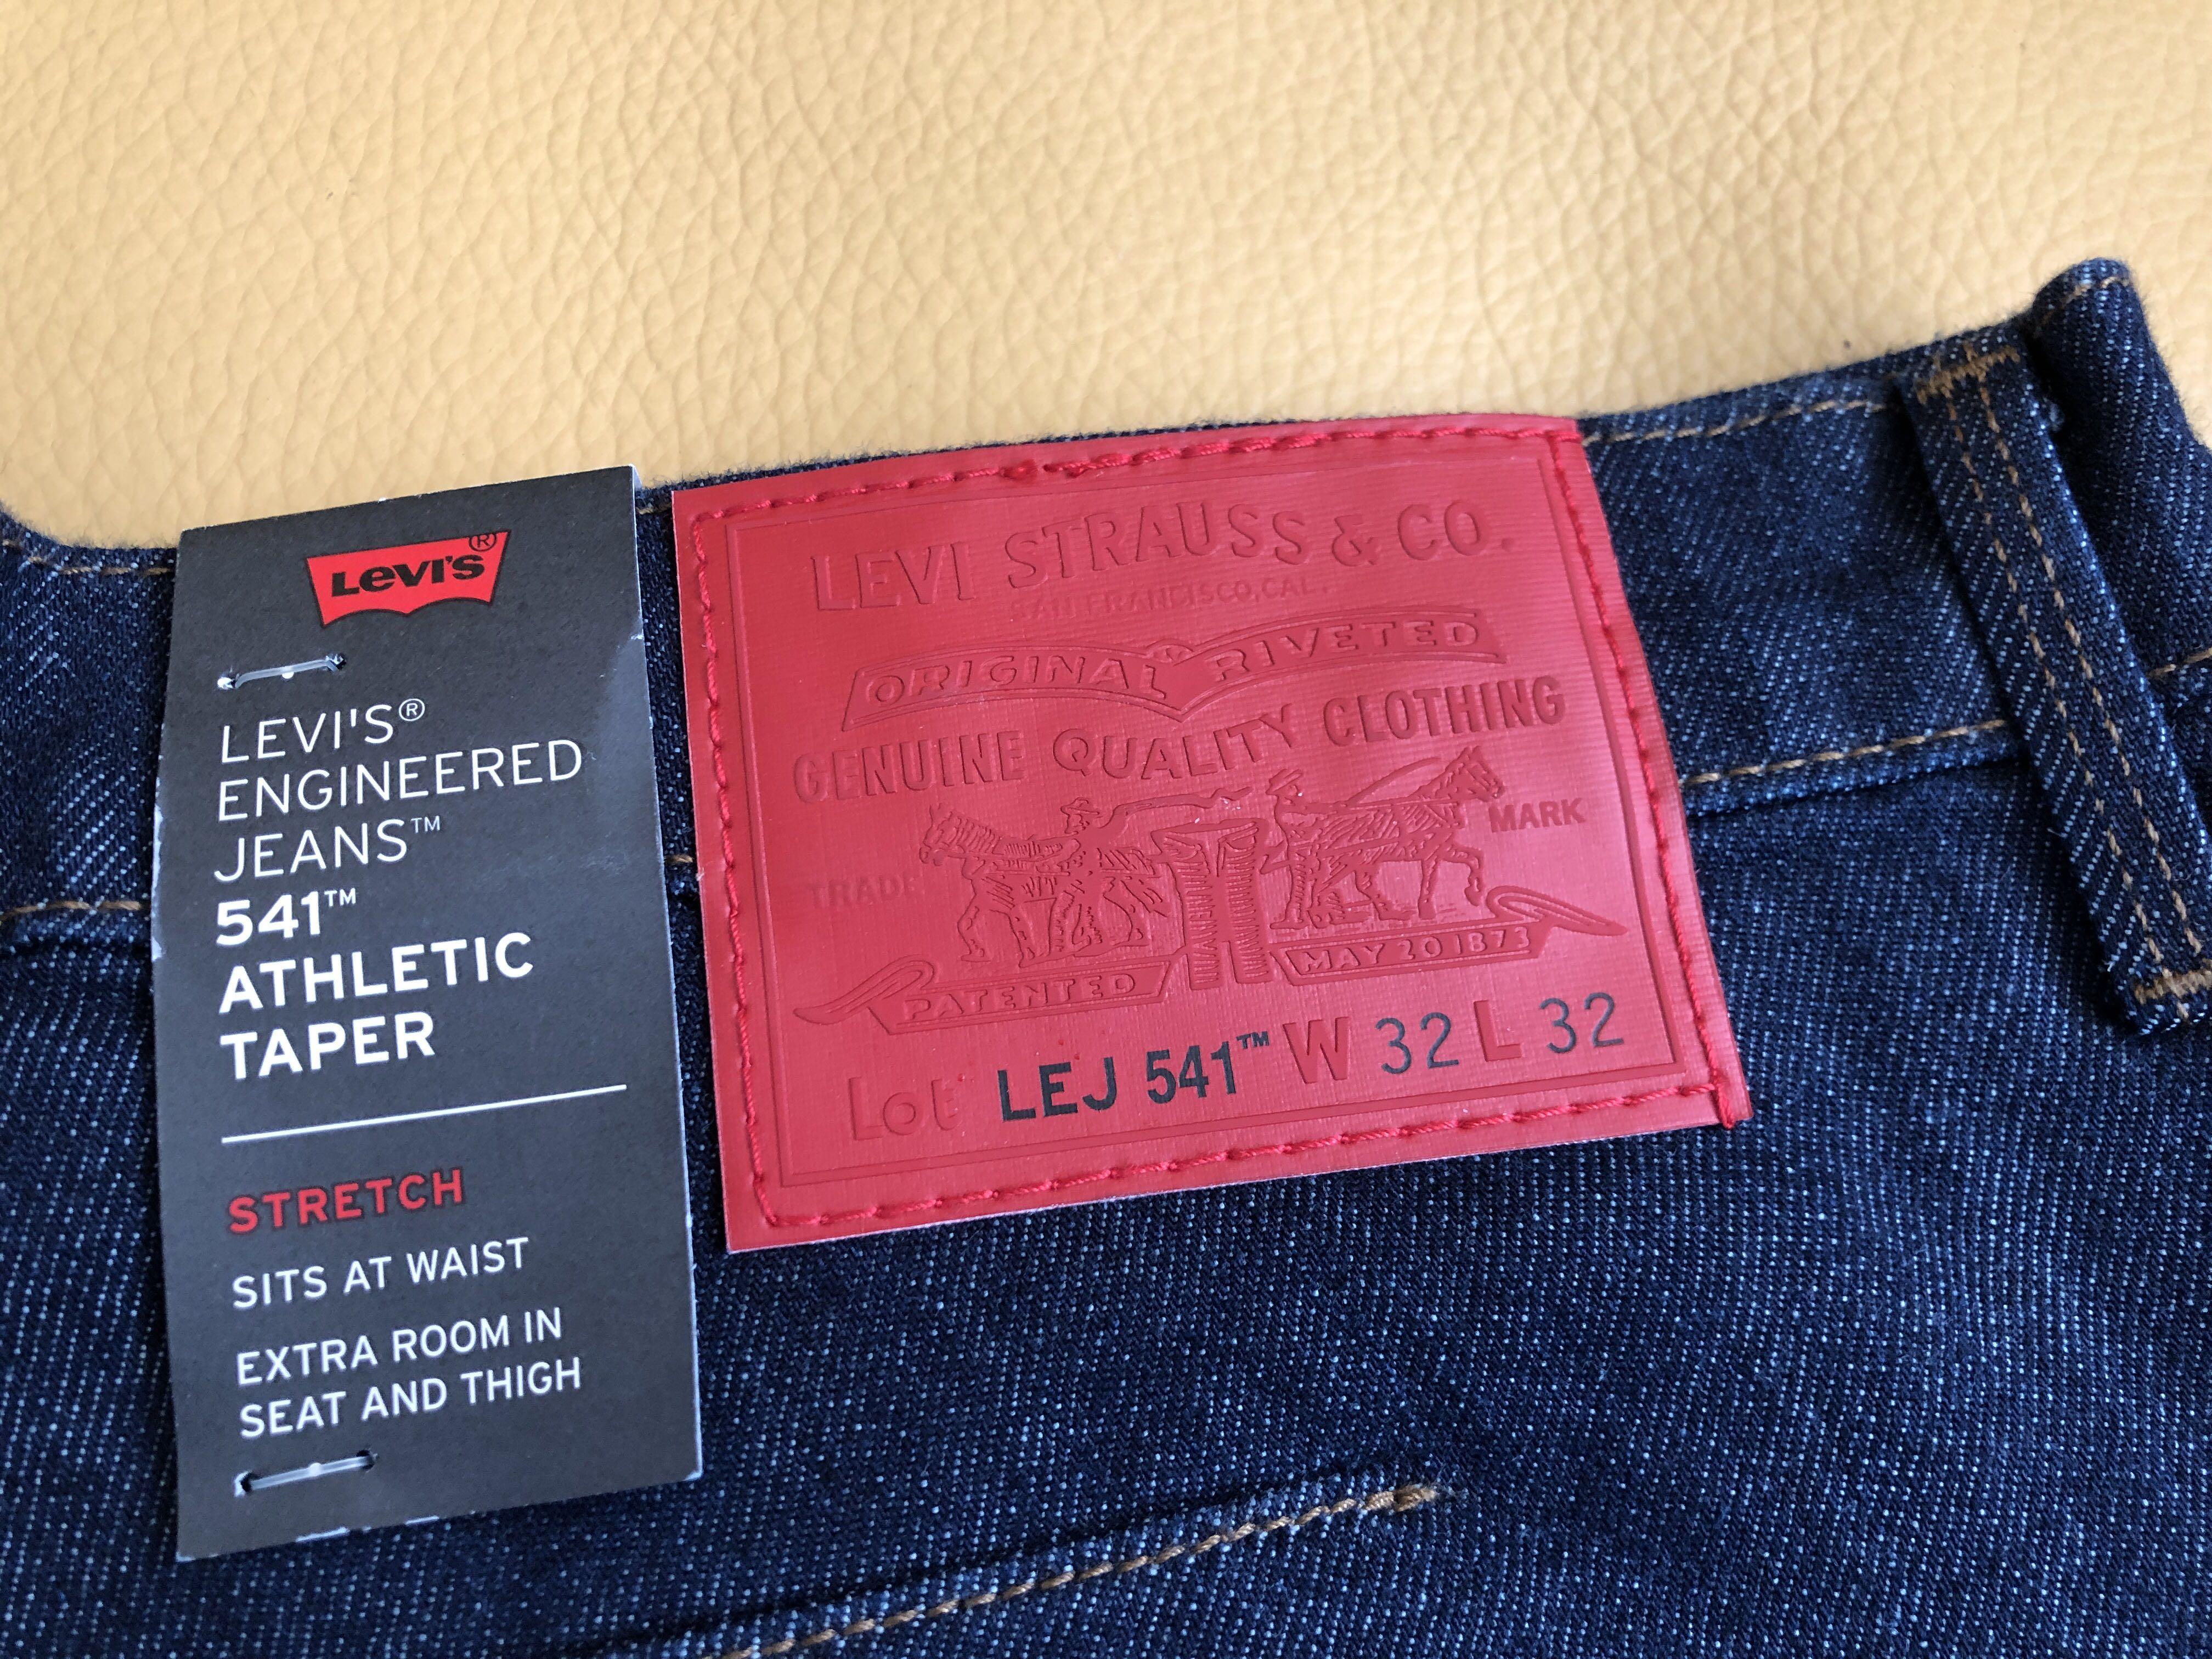 LEVI'S®
LEVI'S®
ENGINEERED
JEANS™
541™
ATHLETIC
TAPER
STRETCH
SITS AT WAIST
EXTRA ROOM IN
SEAT AND THIGH
LEVI STRAUSS & CO.
SAN FRANCISCO, CAL.
ORIGINAL RIVETED
GENUINE QUALITY CLOTHING
TRADE MARK
PATENTED MAY 20 1873
Lot LEJ 541™ W 32 L 32